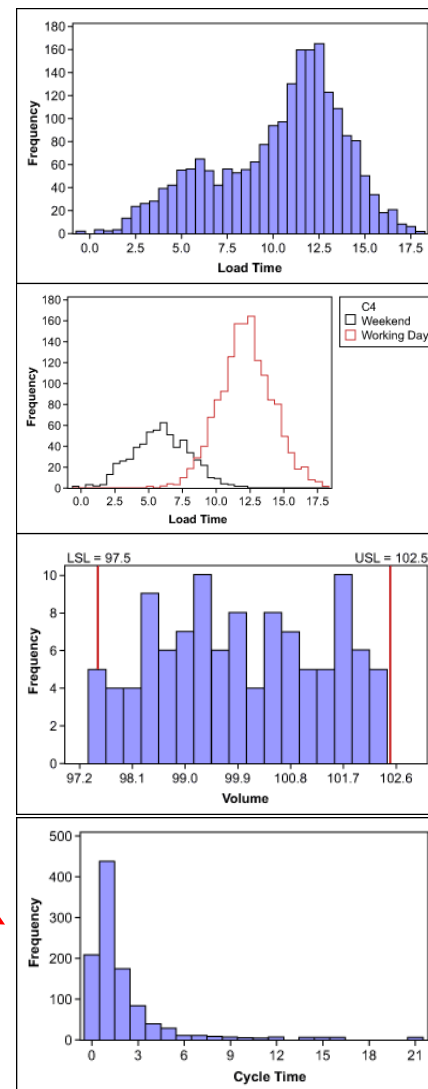 180
160
140
120
100
80
60
40
20
0
Frequency
0.0 2.5 5.0 7.5 10.0 12.5 15.0 17.5
Load Time
180
160
140
120
100
80
60
40
20
0
Frequency
0.0 2.5 5.0 7.5 10.0 12.5 15.0 17.5
Load Time
C4
Weekend
Working Day
LSL = 97.5 USL = 102.5
10
8
6
4
2
0
Frequency
97.2 98.1 99.0 99.9 100.8 101.7 102.6
Volume
500
400
300
200
100
0
Frequency
0 3 6 9 12 15 18 21
Cycle Time